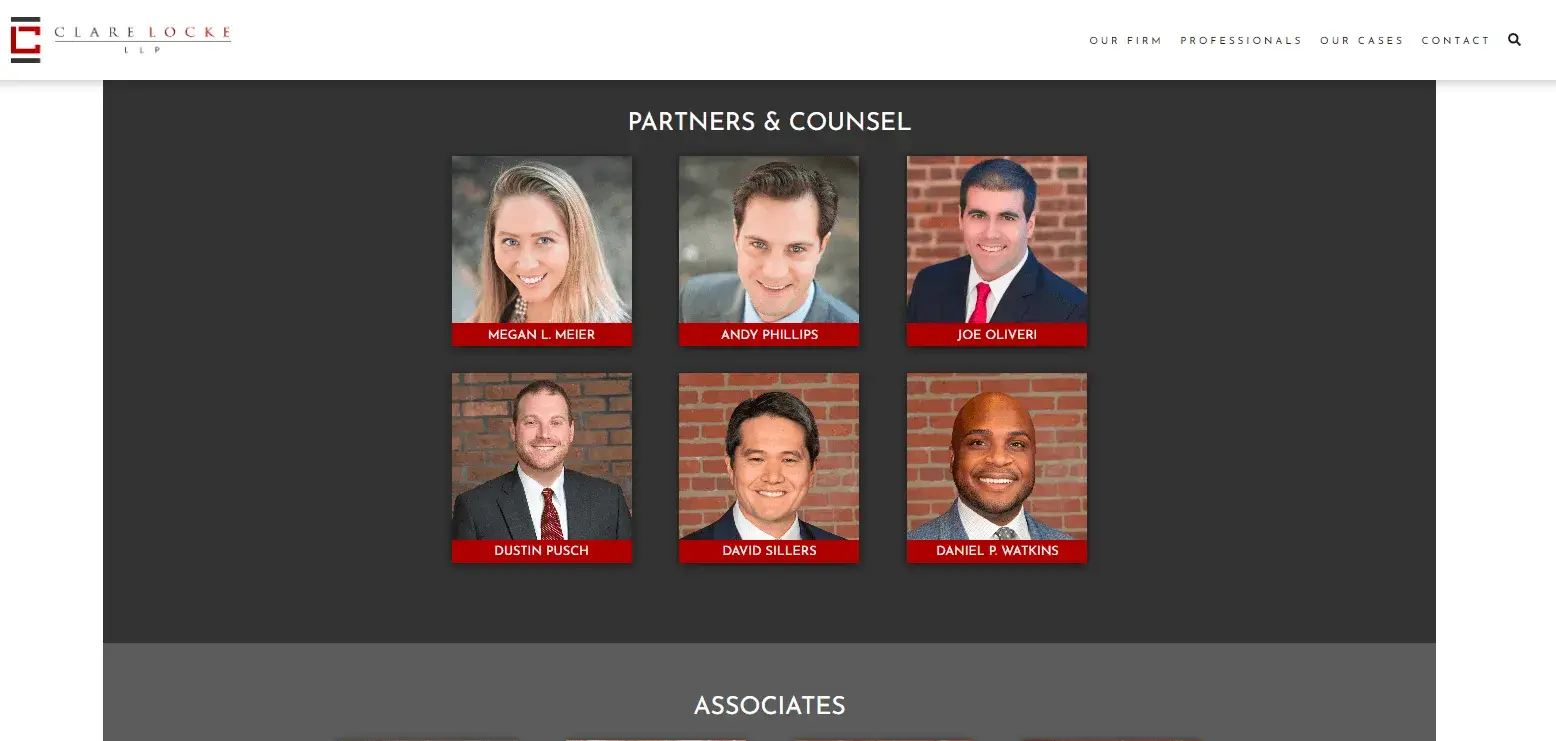 CLARE LOCKE
LLP
OUR FIRM PROFESSIONALS OUR CASES CONTACT
PARTNERS & COUNSEL
MEGAN L. MEIER ANDY PHILLIPS JOE OLIVERI
DUSTIN PUSCH DAVID SILLERS DANIEL P. WATKINS
ASSOCIATES